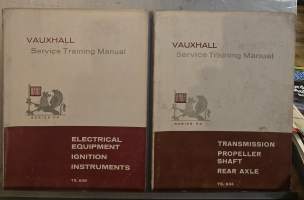 VAUXHALL
Service Training Manual
ELECTRICAL
EQUIPMENT
IGNITION
INSTRUMENTS
VAUXHALL
Service Training Manual
TRANSMISSION
PROPELLER
SHAFT
REAR AXLE